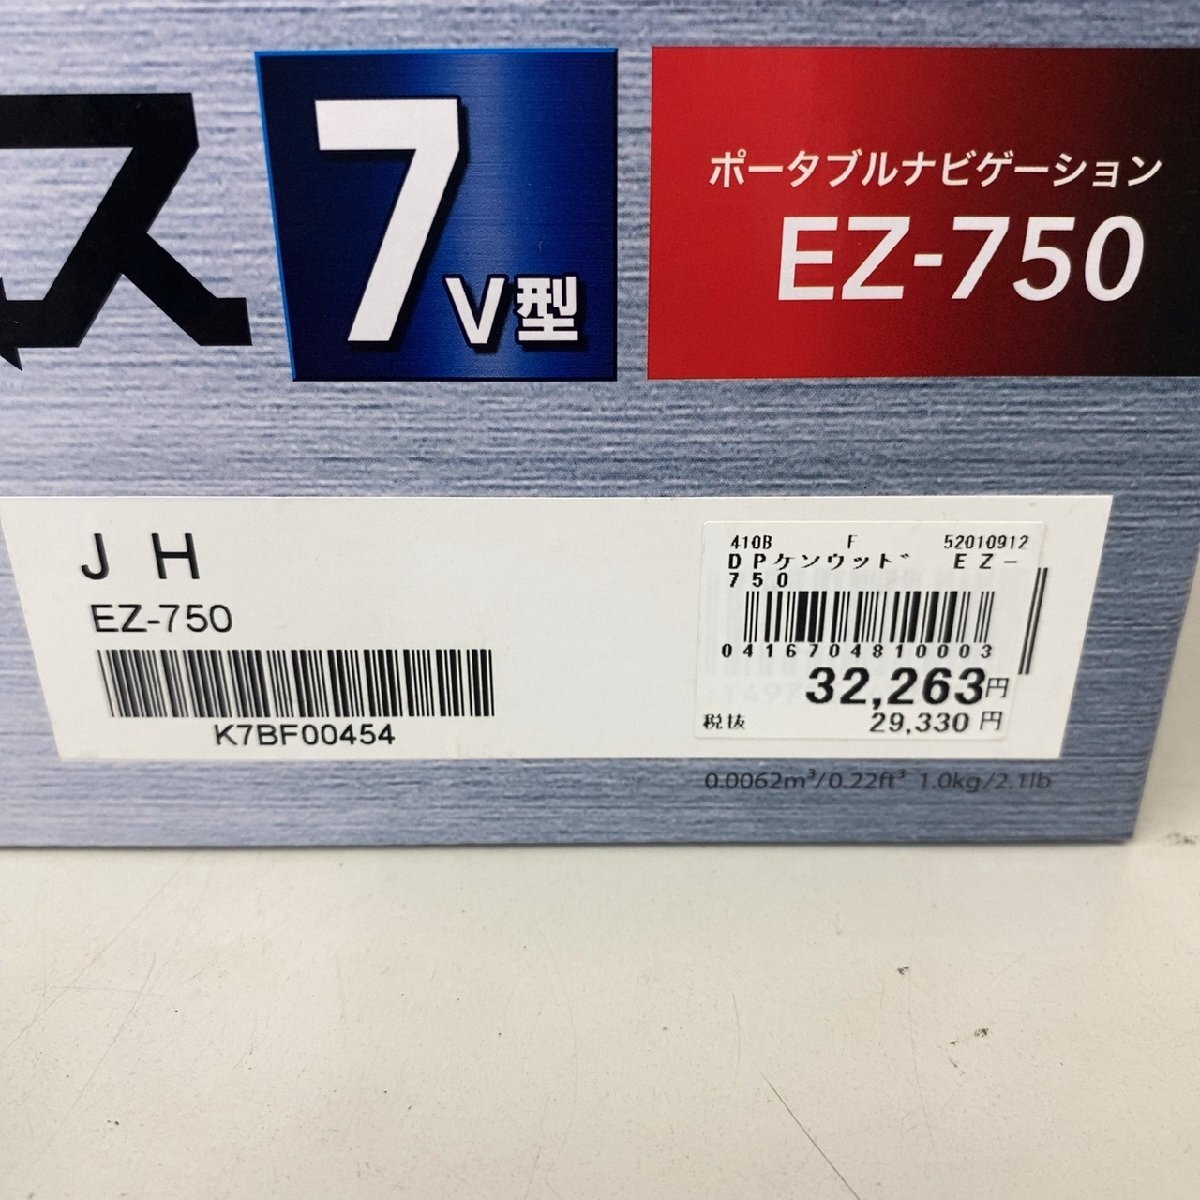 ス
7V型
ポータブルナビゲーション
EZ-750
J H
EZ-750
K7BF00454
410B F 52010912
DPケンウッド EZ-
750
0416704810003
32,263円
税抜 29,330円
0.0062m³/0.22ft³ 1.0kg/2.1lb